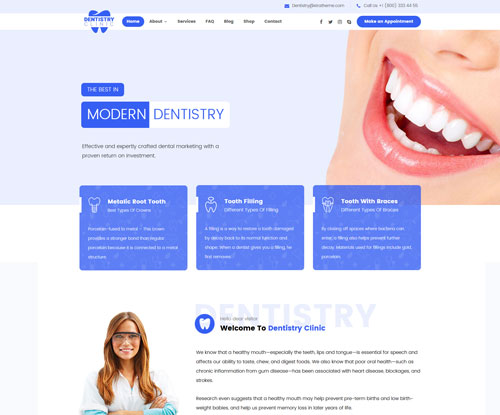 Dentistry@keratheme.com Call Us: +1 (800) 333 44 56
DENTISTRY
CLINIC
Home About Services FAQ Blog Shop Contact Make an Appointment
THE BEST IN
MODERN DENTISTRY
Effective and expertly crafted dental marketing with a
proven return on investment.
Metalic Root Tooth
Best Types Of Crowns
Porcelain-fused to metal - This crown
provides a stronger bond than regular
porcelain because it is connected to a metal
structure.
Tooth Filling
Different Types Of Filling
A filling is a way to restore a tooth damaged
by decay back to its normal function and
shape. When a dentist gives you a filling, he
first removes
Tooth With Braces
Different Types Of Braces
By closing off spaces where bacteria can
enter, a filling also helps prevent further
decay. Materials used for fillings include gold,
porcelain.
DENTISTRY
Hello dear visitor
Welcome To Dentistry Clinic
We know that a healthy mouth—especially the teeth, lips and tongue—is essential for speech and
affects our ability to taste, chew, and digest foods. We also know that poor oral health—such as
chronic inflammation from gum disease—has been associated with heart disease, blockages, and
strokes.
Research even suggests that a healthy mouth may help prevent pre-term births and low birth-
weight babies, and help us prevent memory loss in later years of life.